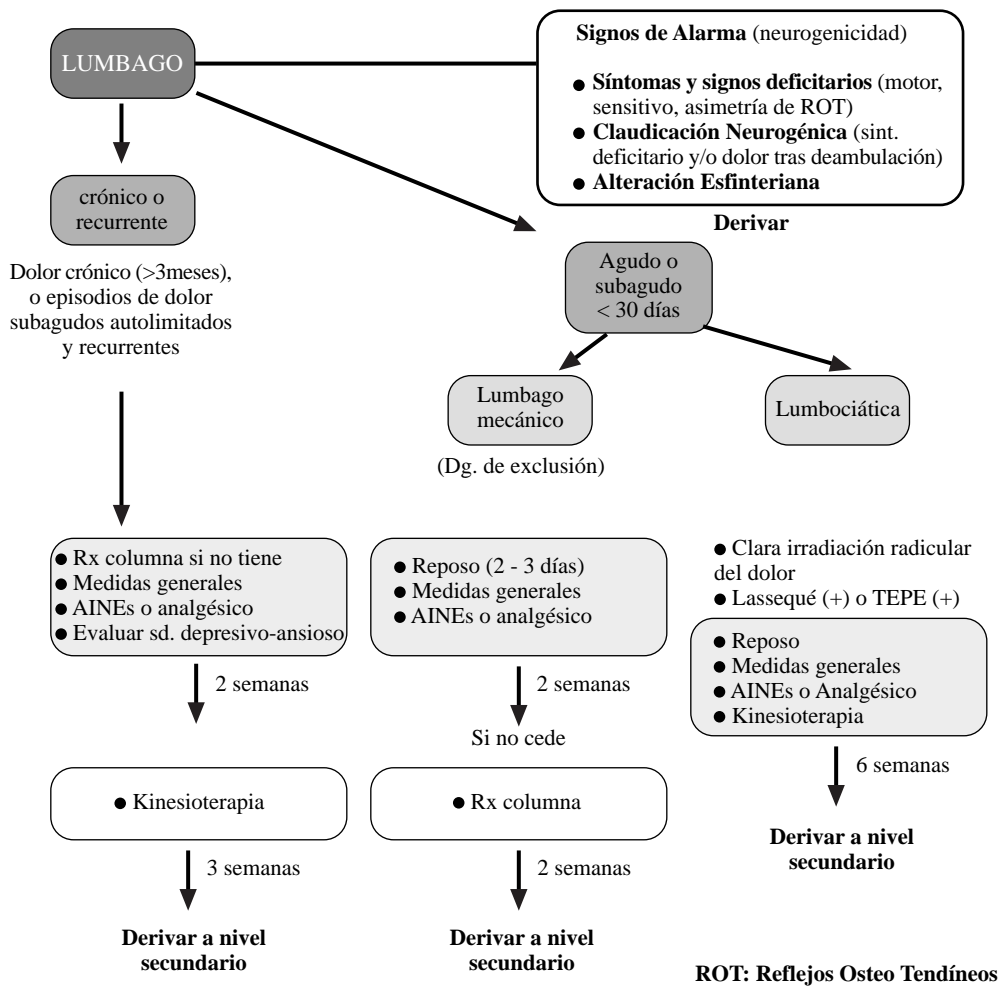 LUMBAGO
Signos de Alarma (neurogenicidad)
● Síntomas y signos deficitarios (motor,
sensitivo, asimetría de ROT)
● Claudicación Neurogénica (sint.
deficitario y/o dolor tras deambulación)
● Alteración Esfinteriana
Derivar
crónico o
recurrente
Dolor crónico (>3meses),
o episodios de dolor
subagudos autolimitados
y recurrentes
Agudo o
subagudo
< 30 días
Lumbago
mecánico
(Dg. de exclusión)
Lumbociática
● Rx columna si no tiene
● Medidas generales
● AINEs o analgésico
● Evaluar sd. depresivo-ansioso
2 semanas
● Kinesioterapia
3 semanas
Derivar a nivel
secundario
● Reposo (2 - 3 días)
● Medidas generales
● AINEs o analgésico
2 semanas
Si no cede
● Rx columna
2 semanas
Derivar a nivel
secundario
● Clara irradiación radicular
del dolor
● Lassequé (+) o TEPE (+)
● Reposo
● Medidas generales
● AINEs o Analgésico
● Kinesioterapia
6 semanas
Derivar a nivel
secundario
ROT: Reflejos Osteo Tendíneos